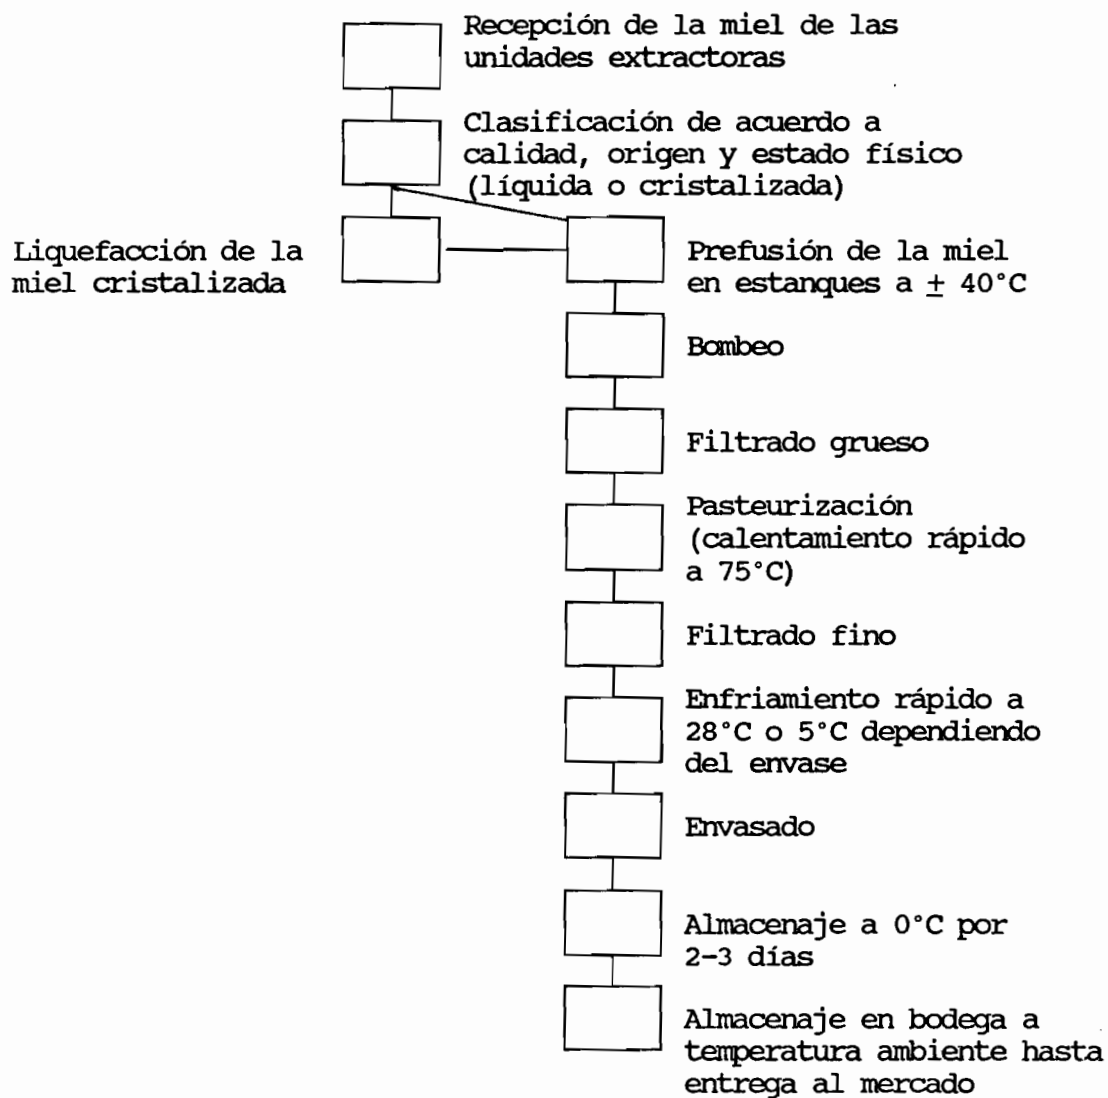 Recepción de la miel de las
unidades extractoras
Clasificación de acuerdo a
calidad, origen y estado físico
(líquida o cristalizada)
Liquefacción de la
miel cristalizada
Prefusión de la miel
en estanques a ± 40°C
Bombeo
Filtrado grueso
Pasteurización
(calentamiento rápido
a 75°C)
Filtrado fino
Enfriamiento rápido a
28°C o 5°C dependiendo
del envase
Envasado
Almacenaje a 0°C por
2-3 días
Almacenaje en bodega a
temperatura ambiente hasta
entrega al mercado